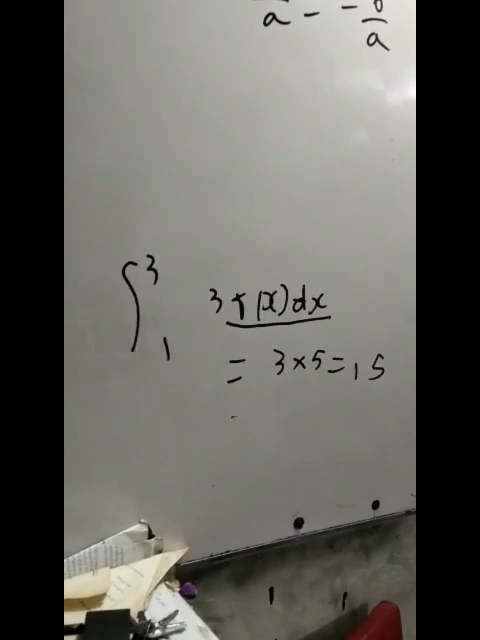 a - - b/a
∫₁³ 3f(x)dx
= 3×5=15